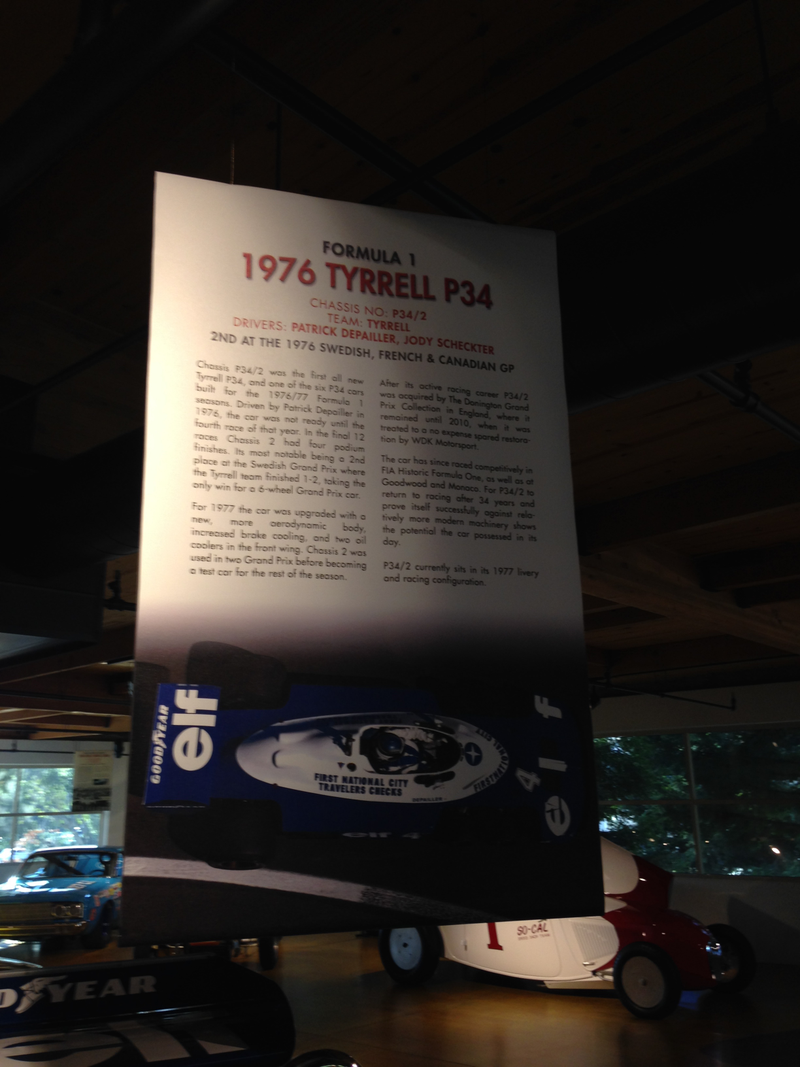 FORMULA 1
1976 TYRRELL P34
CHASSIS NO: P34/2
TEAM: TYRRELL
DRIVERS: PATRICK DEPAILLER, JODY SCHECKTER
2ND AT THE 1976 SWEDISH, FRENCH & CANADIAN GP
Chassis P34/2 was the first all new
Tyrrell P34, and one of the six P34 cars
built for the 1976/77 Formula 1
seasons. Driven by Patrick Depailler in
1976, the car was not ready until the
fourth race of that year. In the final 12
races Chassis 2 had four podium
finishes. Its most notable being a 2nd
place at the Swedish Grand Prix where
the Tyrrell team finished 1-2, taking the
only win for a 6-wheel Grand Prix car.
For 1977 the car was upgraded with a
new, more aerodynamic body,
increased brake cooling, and two oil
coolers in the front wing. Chassis 2 was
used in two Grand Prix before becoming
a test car for the rest of the season.
After its active racing career P34/2
was acquired by The Donington Grand
Prix Collection in England, where it
remained until 2010, when it was
treated to a no expense spared restora-
tion by WDK Motorsport.
The car has since raced competitively in
FIA Historic Formula One, as well as at
Goodwood and Monaco. For P34/2 to
return to racing after 34 years and
prove itself successfully against rela-
tively more modern machinery shows
the potential the car possessed in its
day.
P34/2 currently sits in its 1977 livery
and racing configuration.
GOODYEAR
elf
FIRST NATIONAL CITY
TRAVELERS CHECKS
DEPAILLER
4
elf
elf 4
1
SO-CAL
SPEED SHOP
DYEAR